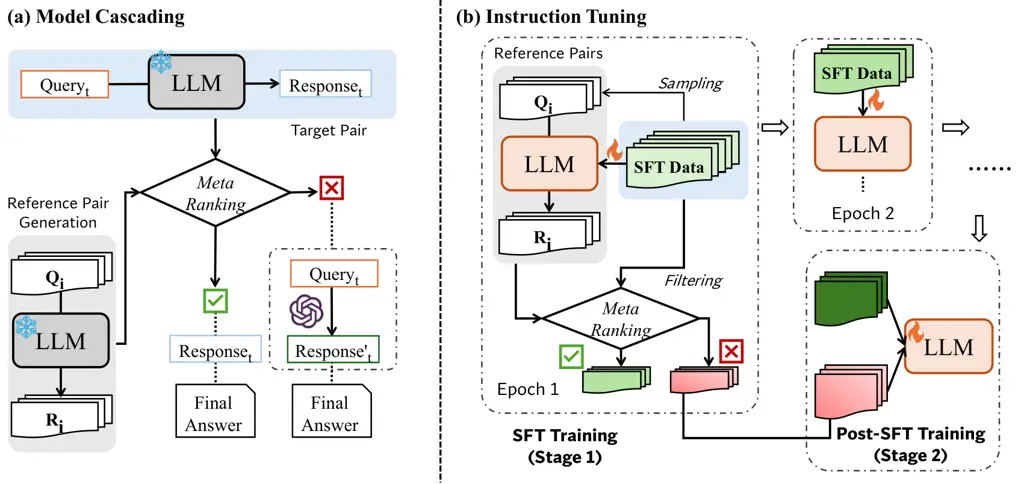 (a) Model Cascading
Query_t
LLM
Response_t
Target Pair
Meta
Ranking
Reference Pair
Generation
Q_i
LLM
R_i
Query_t
Response_t
Response'_t
Final
Answer
Final
Answer
(b) Instruction Tuning
Reference Pairs
Q_i
Sampling
LLM
SFT Data
R_i
Filtering
Meta
Ranking
Epoch 1
SFT Training
(Stage 1)
SFT Data
LLM
Epoch 2
......
LLM
Post-SFT Training
(Stage 2)